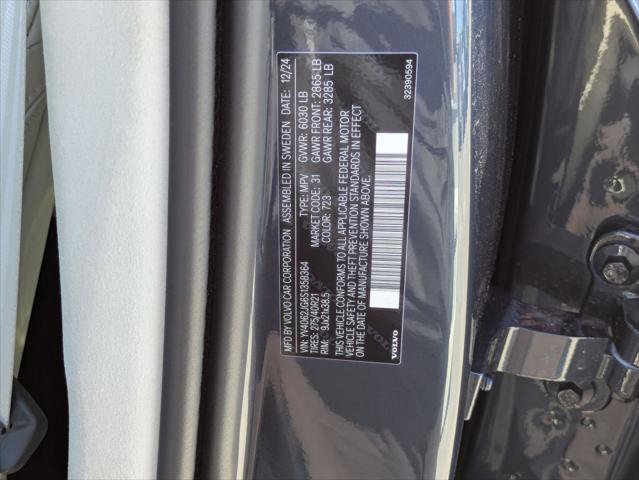 MFD BY VOLVO CAR CORPORATION ASSEMBLED IN SWEDEN DATE: 12/24
VIN: YV4062JG6S1358364 TYPE: MPV GVWR: 6030 LB
TIRES: 275/40R21 MARKET CODE: 31 GAWR FRONT: 2865 LB
RIM: 9Jx21x38.5 COLOR: 723 GAWR REAR: 3285 LB
THIS VEHICLE CONFORMS TO ALL APPLICABLE FEDERAL MOTOR
VEHICLE SAFETY AND THEFT PREVENTION STANDARDS IN EFFECT
ON THE DATE OF MANUFACTURE SHOWN ABOVE.
VOLVO 32390594